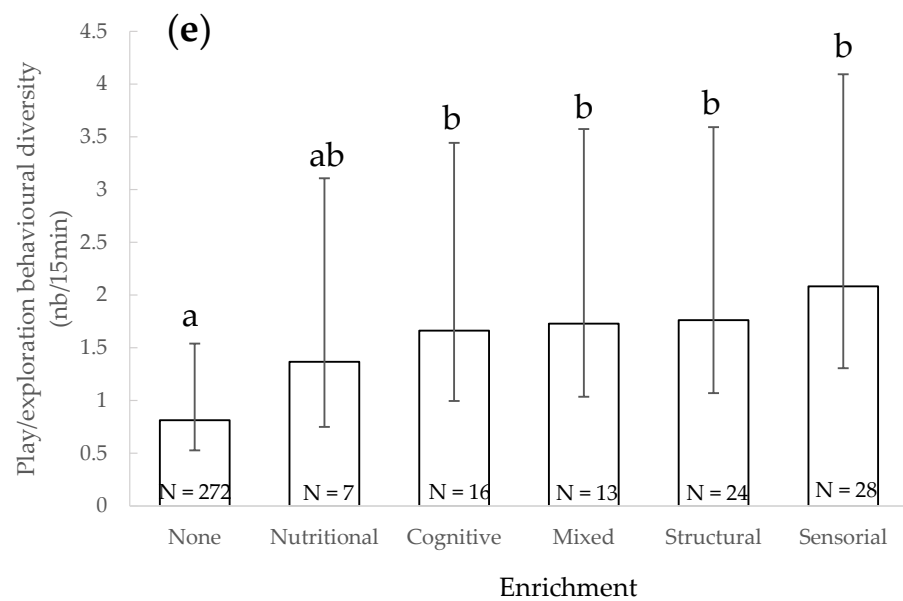 (e)
Play/exploration behavioural diversity
(nb/15min)
4.5
4
3.5
3
2.5
2
1.5
1
0.5
0
a
ab
b
b
b
b
N = 272
N = 7
N = 16
N = 13
N = 24
N = 28
None
Nutritional
Cognitive
Mixed
Structural
Sensorial
Enrichment